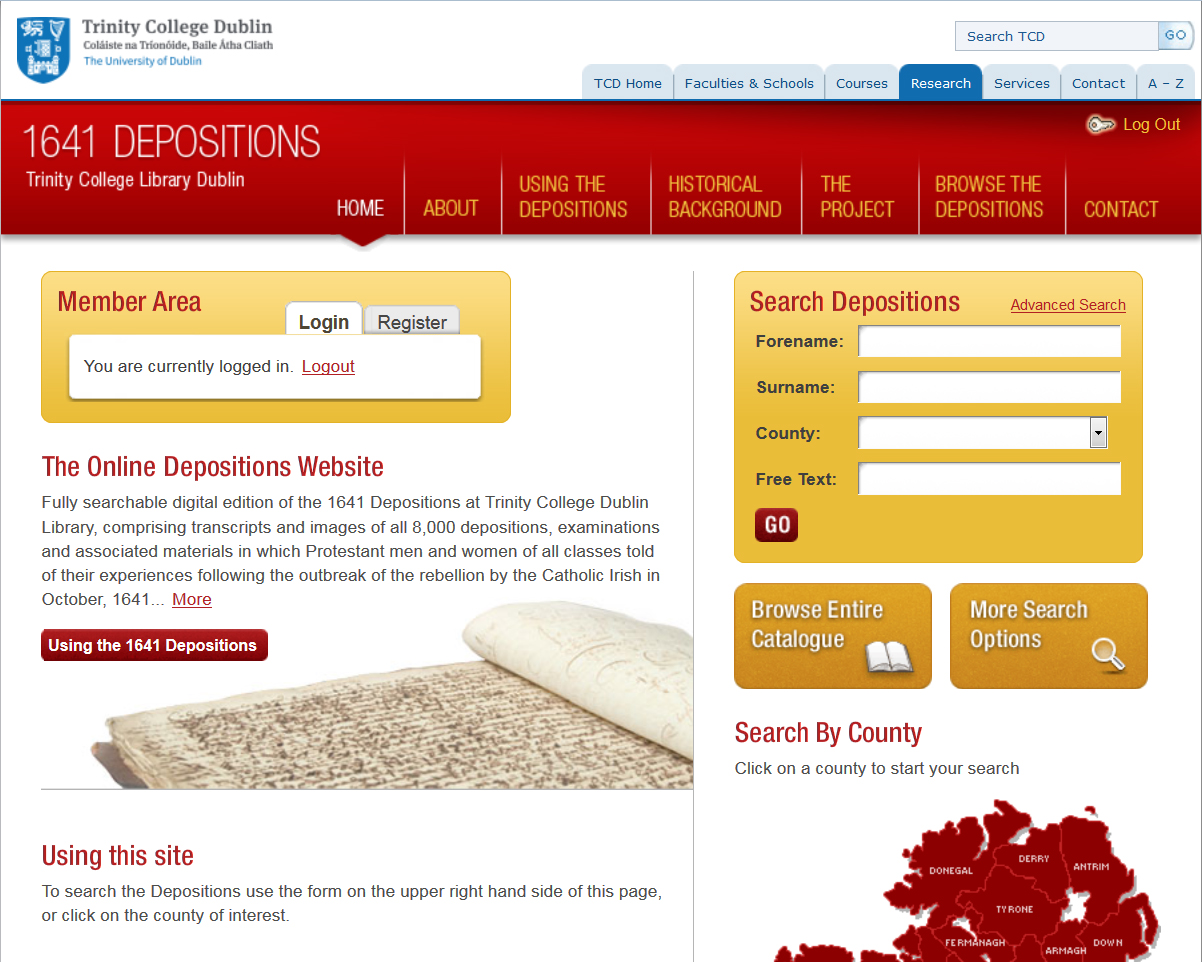 Trinity College Dublin
Coláiste na Tríonóide, Baile Átha Cliath
The University of Dublin
Search TCD
GO
TCD Home
Faculties & Schools
Courses
Research
Services
Contact
A – Z
1641 DEPOSITIONS
Trinity College Library Dublin
Log Out
HOME
ABOUT
USING THE
DEPOSITIONS
HISTORICAL
BACKGROUND
THE
PROJECT
BROWSE THE
DEPOSITIONS
CONTACT
Member Area
Login
Register
You are currently logged in. Logout
The Online Depositions Website
Fully searchable digital edition of the 1641 Depositions at Trinity College Dublin
Library, comprising transcripts and images of all 8,000 depositions, examinations
and associated materials in which Protestant men and women of all classes told
of their experiences following the outbreak of the rebellion by the Catholic Irish in
October, 1641... More
Using the 1641 Depositions
Using this site
To search the Depositions use the form on the upper right hand side of this page,
or click on the county of interest.
Search Depositions
Advanced Search
Forename:
Surname:
County:
Free Text:
GO
Browse Entire
Catalogue
More Search
Options
Search By County
Click on a county to start your search
DONEGAL
DERRY
ANTRIM
TYRONE
FERMANAGH
ARMAGH
DOWN